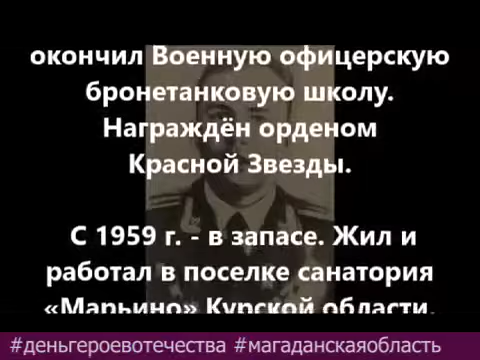 окончил Военную офицерскую
бронетанковую школу.
Награждён орденом
Красной Звезды.
С 1959 г. - в запасе. Жил и
работал в поселке санатория
«Марьино» Курской области.
#деньгероевотечества #магаданскаяобласть